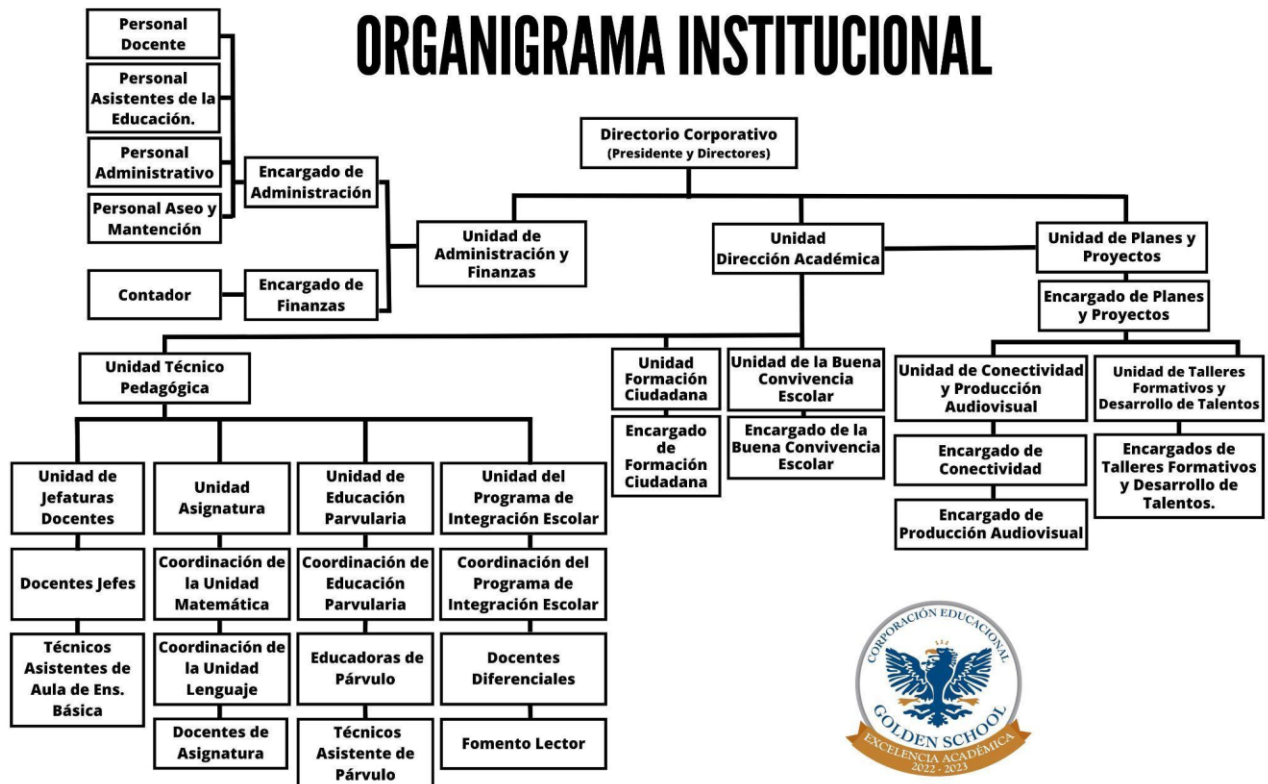 ORGANIGRAMA INSTITUCIONAL
Personal
Docente
Personal
Asistentes de la
Educación.
Personal
Administrativo
Personal Aseo y
Mantención
Encargado de
Administración
Contador
Encargado de
Finanzas
Directorio Corporativo
(Presidente y Directores)
Unidad de
Administración y
Finanzas
Unidad
Dirección Académica
Unidad de Planes y
Proyectos
Encargado de Planes
y Proyectos
Unidad Técnico
Pedagógica
Unidad
Formación
Ciudadana
Encargado
de
Formación
Ciudadana
Unidad de la Buena
Convivencia
Escolar
Encargado de la
Buena Convivencia
Escolar
Unidad de Conectividad
y Producción
Audiovisual
Encargado de
Conectividad
Encargado de
Producción Audiovisual
Unidad de Talleres
Formativos y
Desarrollo de Talentos
Encargados de
Talleres Formativos
y Desarrollo de
Talentos.
Unidad de
Jefaturas
Docentes
Docentes Jefes
Técnicos
Asistentes de
Aula de Ens.
Básica
Unidad
Asignatura
Coordinación de
la Unidad
Matemática
Coordinación de
la Unidad
Lenguaje
Docentes de
Asignatura
Unidad de
Educación
Parvularia
Coordinación de
Educación
Parvularia
Educadoras de
Párvulo
Técnicos
Asistente de
Párvulo
Unidad del
Programa de
Integración Escolar
Coordinación del
Programa de
Integración Escolar
Docentes
Diferenciales
Fomento Lector
CORPORACIÓN EDUCACIONAL
GOLDEN SCHOOL
EXCELENCIA ACADÉMICA
2022 - 2023